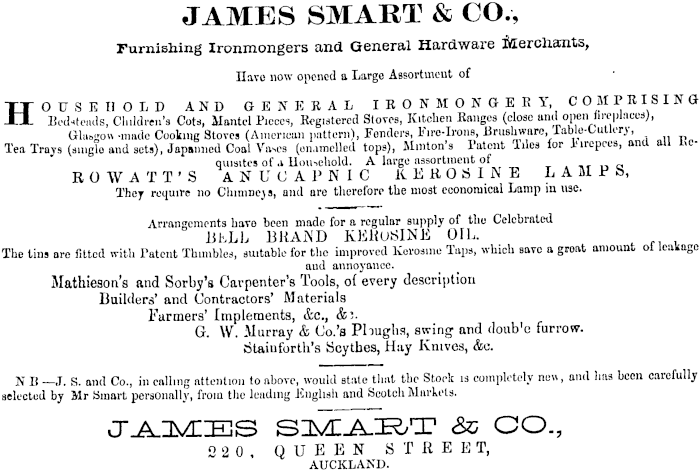 JAMES SMART & CO.,
Furnishing Ironmongers and General Hardware Merchants,
Have now opened a Large Assortment of
HOUSEHOLD AND GENERAL IRONMONGERY, COMPRISING
Bedsteads, Children's Cots, Mantel Pieces, Registered Stoves, Kitchen Ranges (close and open fireplaces),
Glasgow-made Cooking Stoves (American pattern), Fenders, Fire-Irons, Brushware, Table-Cutlery,
Tea Trays (single and sets), Japanned Coal Vases (enamelled tops), Minton's Patent Tiles for Firepces, and all Re-
quisites of a Household. A large assortment of
ROWATT'S ANUCAPNIC KEROSINE LAMPS,
They require no Chimneys, and are therefore the most economical Lamp in use.
Arrangements have been made for a regular supply of the Celebrated
BELL BRAND KEROSINE OIL.
The tins are fitted with Patent Thimbles, suitable for the improved Kerosine Taps, which save a great amount of leakage
and annoyance.
Mathieson's and Sorby's Carpenter's Tools, of every description
Builders' and Contractors' Materials
Farmers' Implements, &c., &c.
G. W. Murray & Co.'s Ploughs, swing and double furrow.
Stainforth's Scythes, Hay Knives, &c.
N B—J. S. and Co., in calling attention to above, would state that the Stock is completely new, and has been carefully
selected by Mr Smart personally, from the leading English and Scotch Markets.
JAMES SMART & CO.,
220, QUEEN STREET,
AUCKLAND.